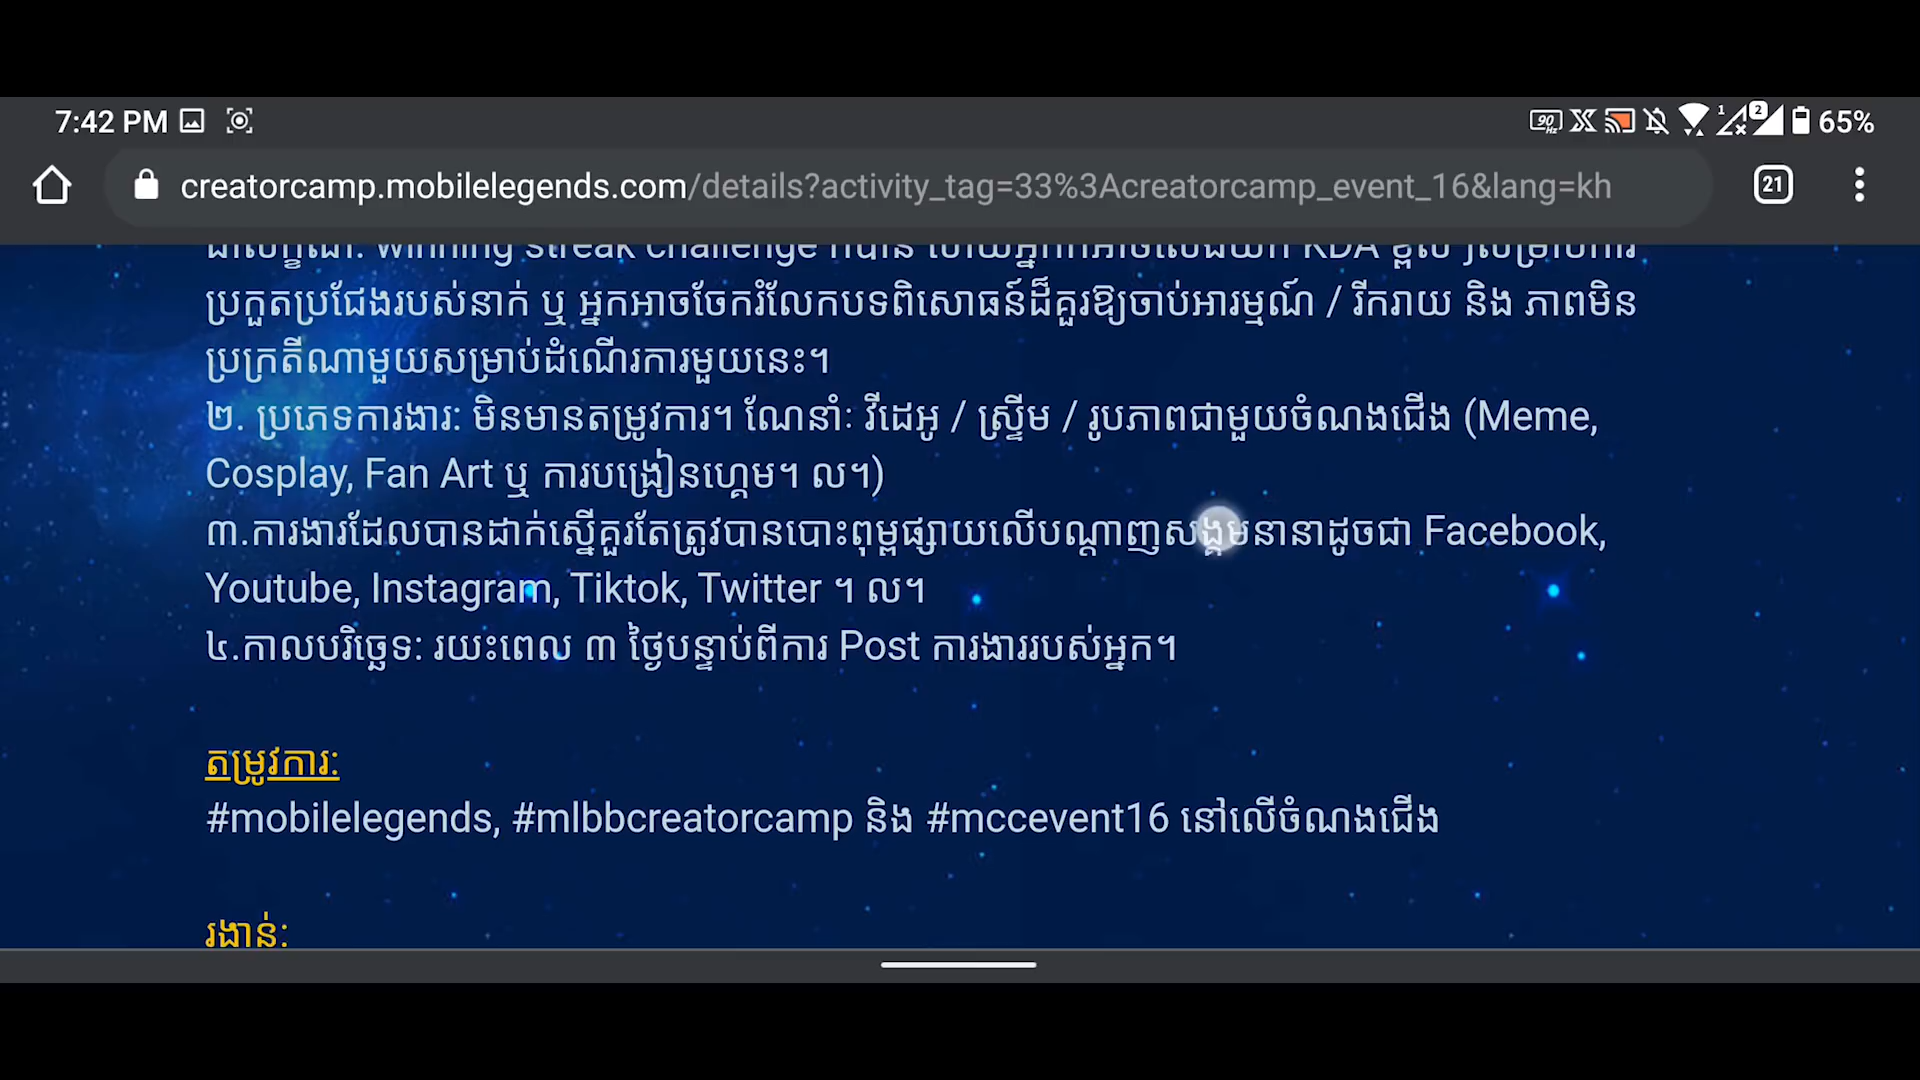 7:42 PM
90 Hz
1
2
65%
creatorcamp.mobilelegends.com/details?activity_tag=33%3Acreatorcamp_event_16&lang=kh
21
winning streak challenge
KDA
ប្រកួតប្រជែងរបស់នាក់ ឬ អ្នកអាចចែករំលែកបទពិសោធន៍ដ៏គួរឱ្យចាប់អារម្មណ៍ / រីករាយ និង ភាពមិន
ប្រក្រតីណាមួយសម្រាប់ដំណើរការមួយនេះ។
២. ប្រភេទការងារ: មិនមានតម្រូវការ។ ណែនាំ: វីដេអូ / ស្ទ្រីម / រូបភាពជាមួយចំណងជើង (Meme,
Cosplay, Fan Art ឬ ការបង្រៀនហ្គេម។ ល។)
៣.ការងារដែលបានដាក់ស្នើគួរតែត្រូវបានបោះពុម្ពផ្សាយលើបណ្តាញសង្គមនានាដូចជា Facebook,
Youtube, Instagram, Tiktok, Twitter ។ ល។
៤.កាលបរិច្ឆេទ: រយះពេល ៣ ថ្ងៃបន្ទាប់ពីការ Post ការងាររបស់អ្នក។
តម្រូវការ:
#mobilelegends, #mlbbcreatorcamp និង #mccevent16 នៅលើចំណងជើង
រង្វាន់: